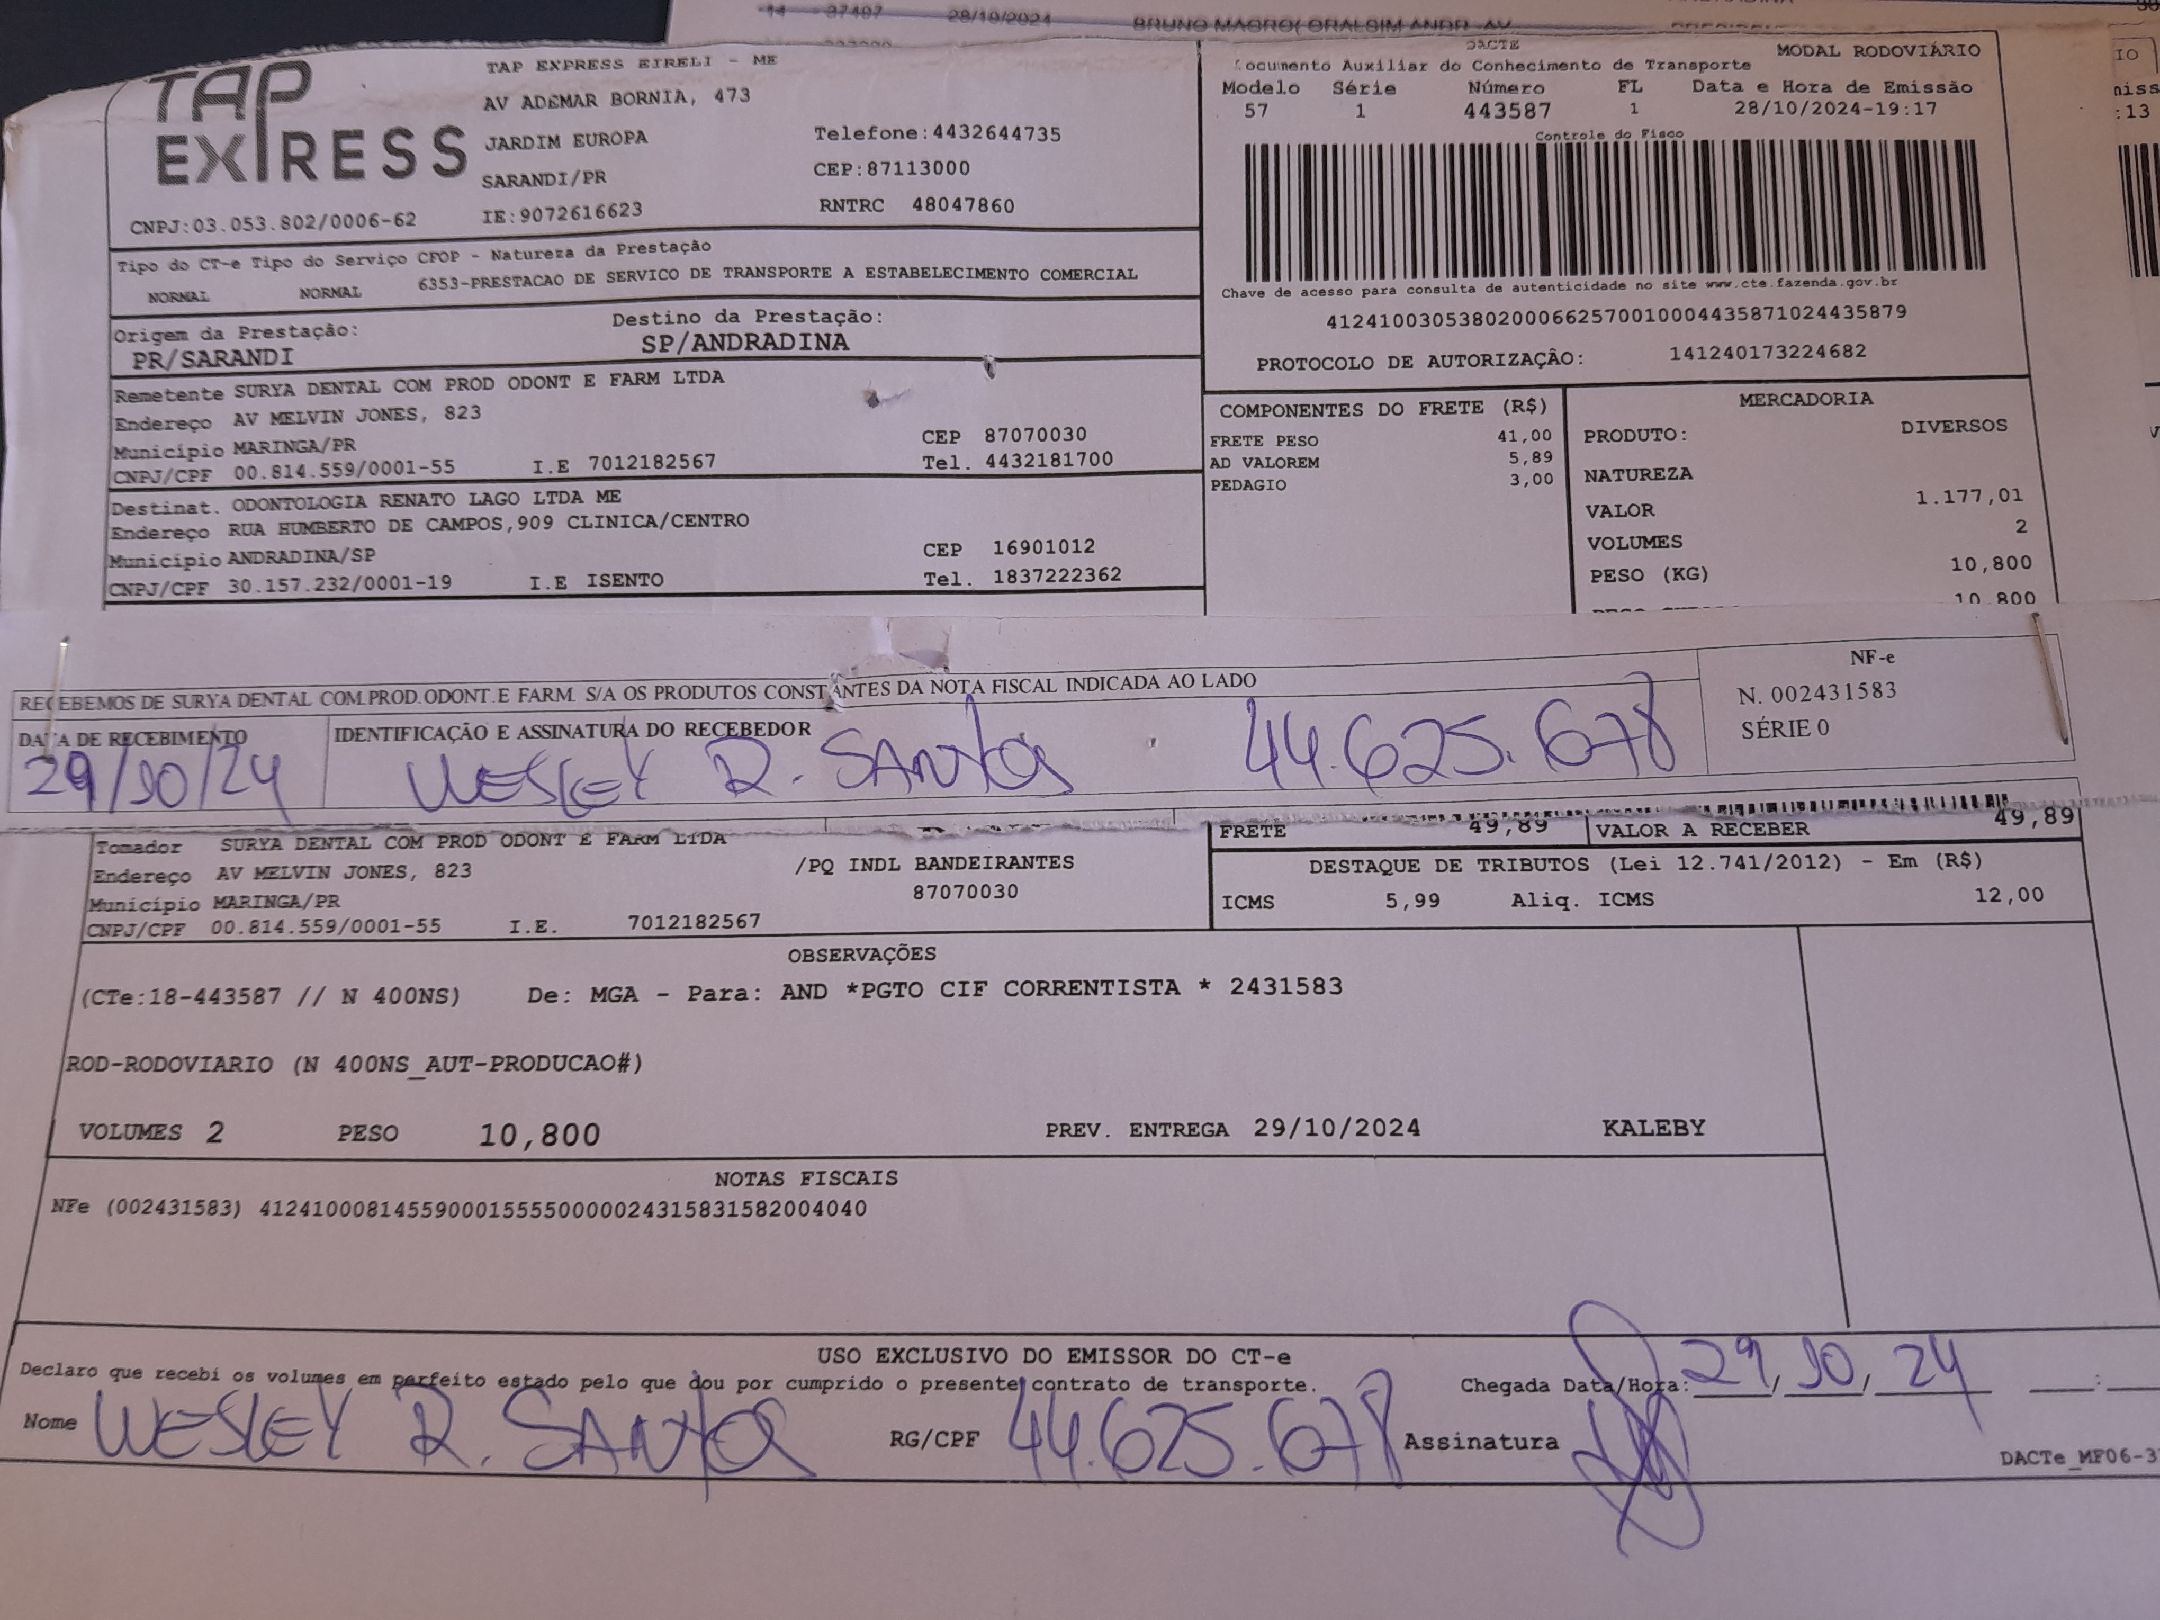 14 37407 28/10/2024 BRUNO MAGRO( ORALSIM ANDR AV
TAP EXPRESS
TAP EXPRESS EIRELI - ME
AV ADEMAR BORNIA, 473
JARDIM EUROPA Telefone:4432644735
SARANDI/PR CEP:87113000
CNPJ:03.053.802/0006-62 IE:9072616623 RNTRC 48047860
DACTE MODAL RODOVIÁRIO
Documento Auxiliar do Conhecimento de Transporte
Modelo Série Número FL Data e Hora de Emissão
57 1 443587 1 28/10/2024-19:17
Controle do Fisco
Chave de acesso para consulta de autenticidade no site www.cte.fazenda.gov.br
41241003053802000662570010004435871024435879
PROTOCOLO DE AUTORIZAÇÃO: 141240173224682
Tipo do CT-e Tipo do Serviço CFOP - Natureza da Prestação
NORMAL NORMAL 6353-PRESTACAO DE SERVICO DE TRANSPORTE A ESTABELECIMENTO COMERCIAL
Origem da Prestação: Destino da Prestação:
PR/SARANDI SP/ANDRADINA
Remetente SURYA DENTAL COM PROD ODONT E FARM LTDA
Endereço AV MELVIN JONES, 823
Município MARINGA/PR CEP 87070030
CNPJ/CPF 00.814.559/0001-55 I.E 7012182567 Tel. 4432181700
Destinat. ODONTOLOGIA RENATO LAGO LTDA ME
Endereço RUA HUMBERTO DE CAMPOS,909 CLINICA/CENTRO
Município ANDRADINA/SP CEP 16901012
CNPJ/CPF 30.157.232/0001-19 I.E ISENTO Tel. 1837222362
COMPONENTES DO FRETE (R$)
FRETE PESO 41,00
AD VALOREM 5,89
PEDAGIO 3,00
MERCADORIA
PRODUTO: DIVERSOS
NATUREZA
VALOR 1.177,01
VOLUMES 2
PESO (KG) 10,800
10,800
RECEBEMOS DE SURYA DENTAL COM.PROD.ODONT.E FARM. S/A OS PRODUTOS CONSTANTES DA NOTA FISCAL INDICADA AO LADO
DATA DE RECEBIMENTO IDENTIFICAÇÃO E ASSINATURA DO RECEBEDOR
29/10/24 WESLEY R. SANTOS 44.625.678
NF-e
N. 002431583
SÉRIE 0
Tomador SURYA DENTAL COM PROD ODONT E FARM LTDA
Endereço AV MELVIN JONES, 823 /PQ INDL BANDEIRANTES
Município MARINGA/PR 87070030
CNPJ/CPF 00.814.559/0001-55 I.E. 7012182567
FRETE 49,89 VALOR A RECEBER 49,89
DESTAQUE DE TRIBUTOS (Lei 12.741/2012) - Em (R$)
ICMS 5,99 Aliq. ICMS 12,00
OBSERVAÇÕES
(CTe:18-443587 // N 400NS) De: MGA - Para: AND *PGTO CIF CORRENTISTA * 2431583
ROD-RODOVIARIO (N 400NS_AUT-PRODUCAO#)
VOLUMES 2 PESO 10,800 PREV. ENTREGA 29/10/2024 KALEBY
NOTAS FISCAIS
NFe (002431583) 41241000814559000155550000024315831582004040
USO EXCLUSIVO DO EMISSOR DO CT-e
Declaro que recebi os volumes em perfeito estado pelo que dou por cumprido o presente contrato de transporte. Chegada Data/Hora: 29/10/24 :
Nome WESLEY R. SANTOS RG/CPF 44.625.678 Assinatura
DACTe_MF06-3